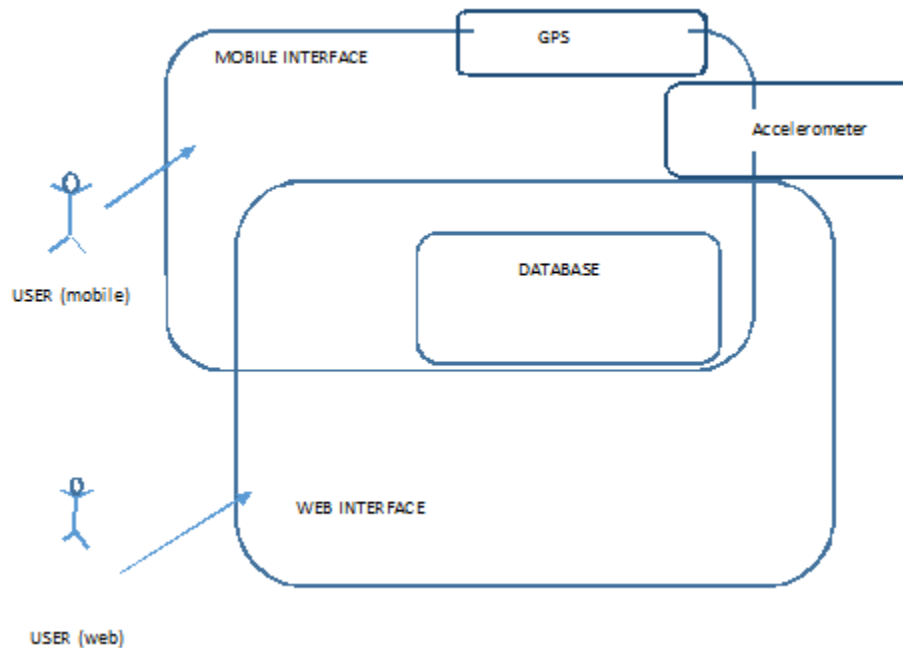 GPS
MOBILE INTERFACE
Accelerometer
DATABASE
USER (mobile)
WEB INTERFACE
USER (web)